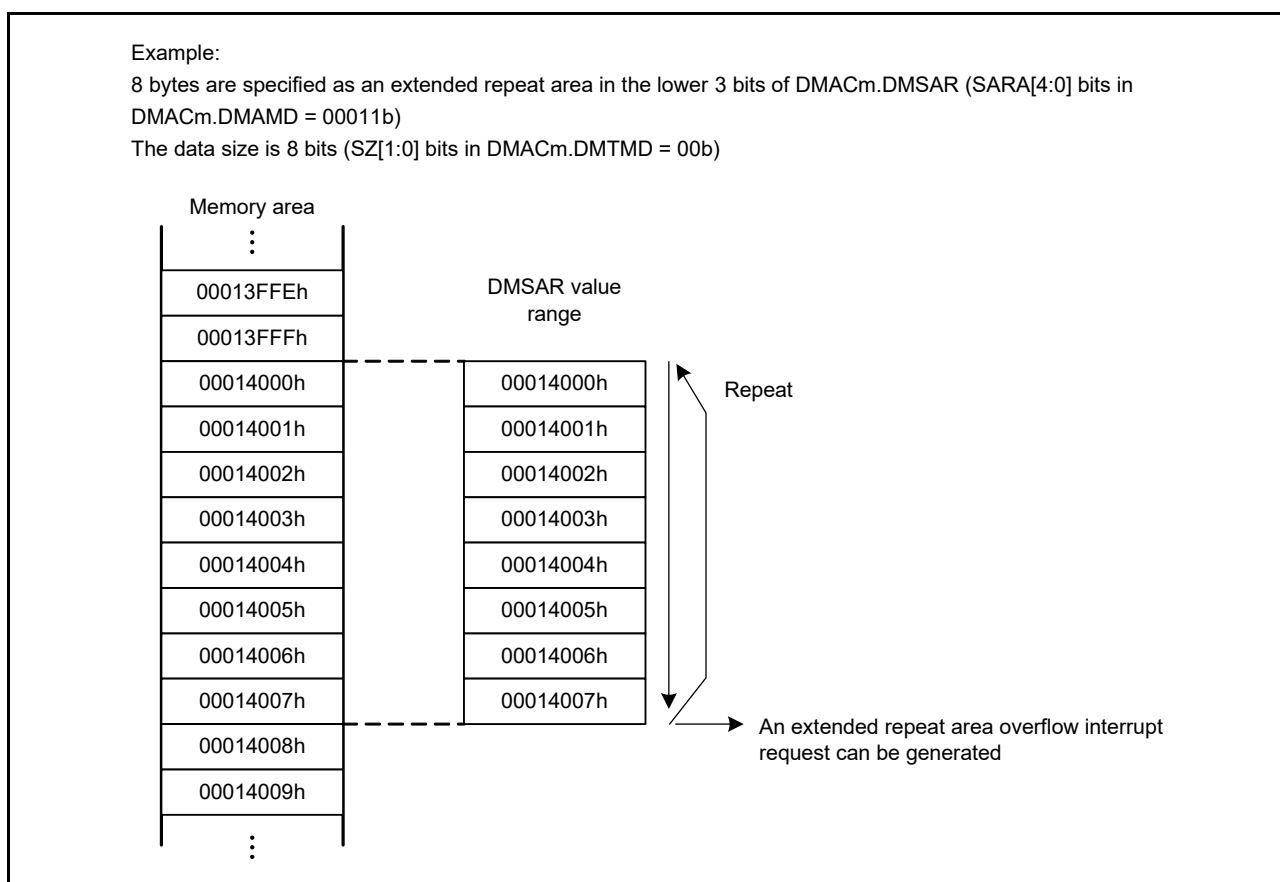 Example:
8 bytes are specified as an extended repeat area in the lower 3 bits of DMACm.DMSAR (SARA[4:0] bits in
DMACm.DMAMD = 00011b)
The data size is 8 bits (SZ[1:0] bits in DMACm.DMTMD = 00b)
Memory area
00013FFEh
00013FFFh
00014000h
00014001h
00014002h
00014003h
00014004h
00014005h
00014006h
00014007h
00014008h
00014009h
DMSAR value
range
00014000h
00014001h
00014002h
00014003h
00014004h
00014005h
00014006h
00014007h
Repeat
An extended repeat area overflow interrupt
request can be generated